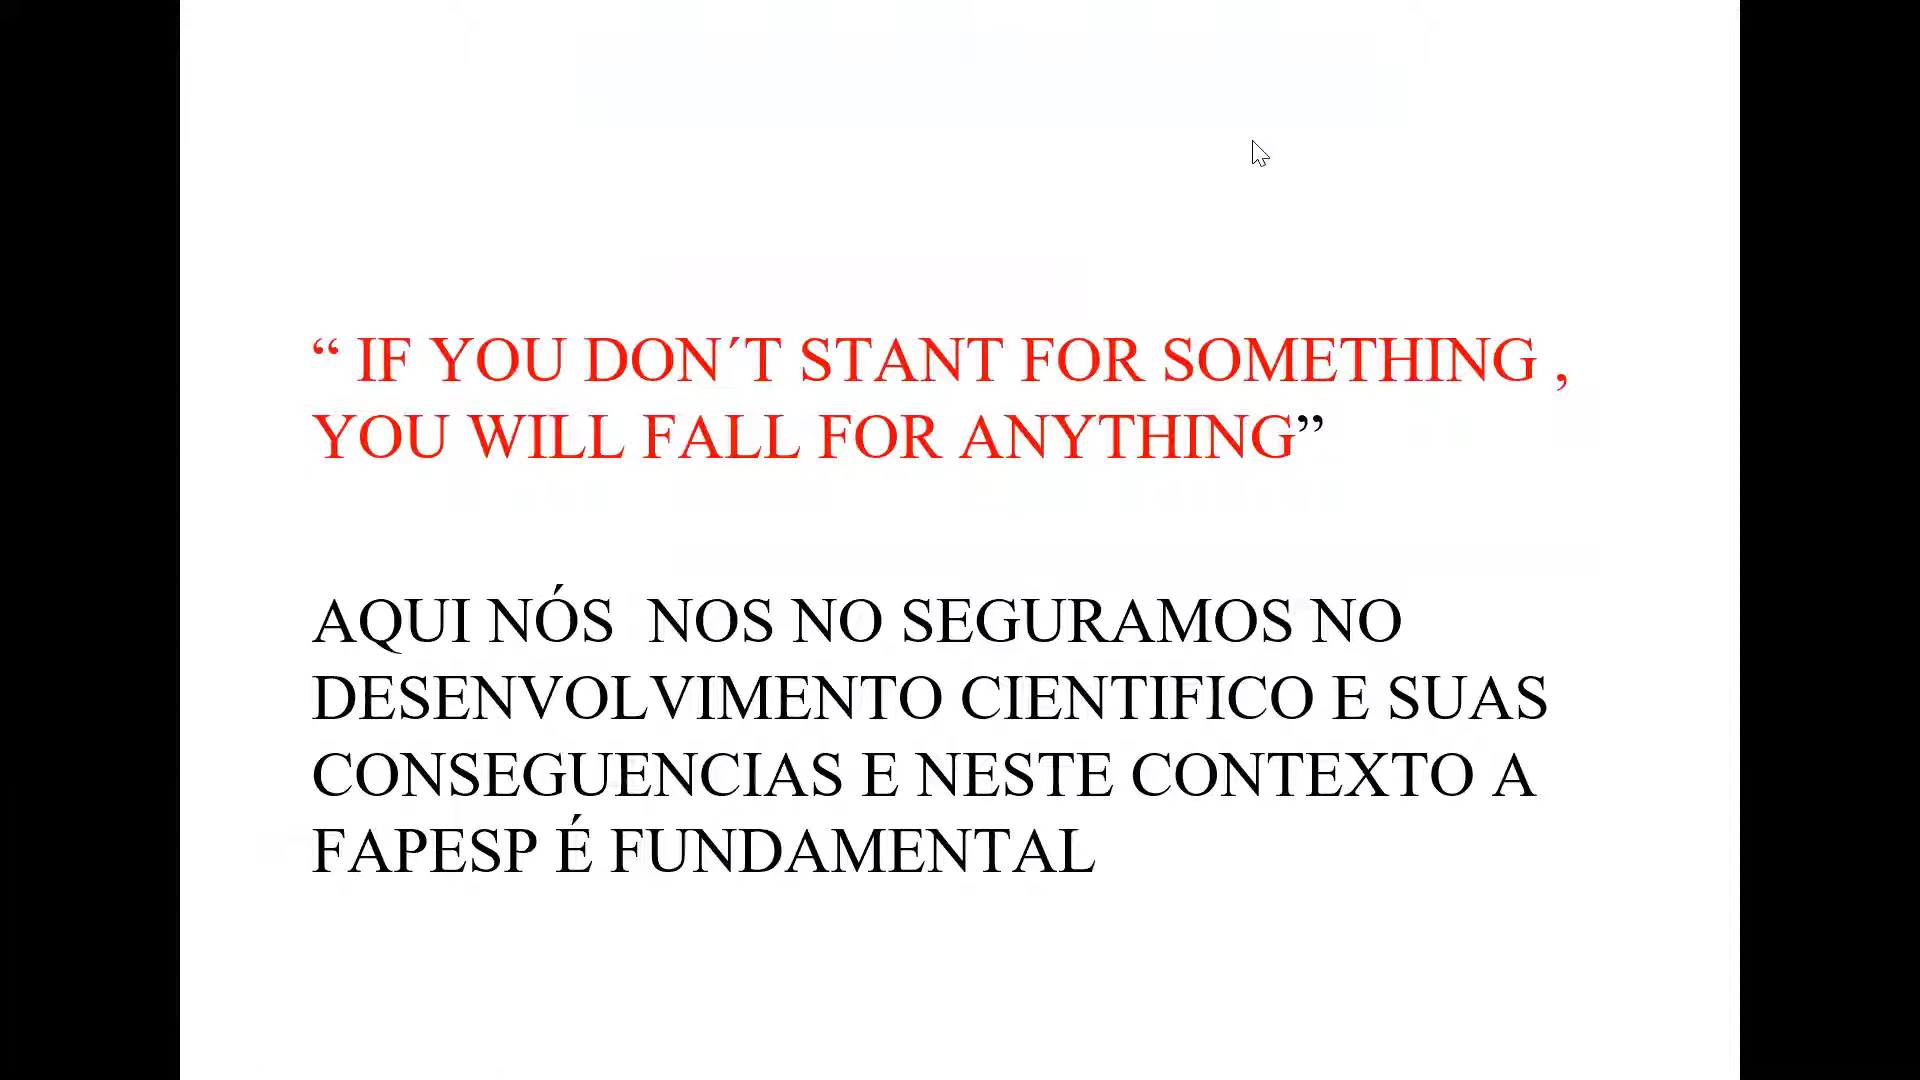 “ IF YOU DON´T STANT FOR SOMETHING ,
YOU WILL FALL FOR ANYTHING”
AQUI NÓS  NOS NO SEGURAMOS NO
DESENVOLVIMENTO CIENTIFICO E SUAS
CONSEGUENCIAS E NESTE CONTEXTO A
FAPESP É FUNDAMENTAL